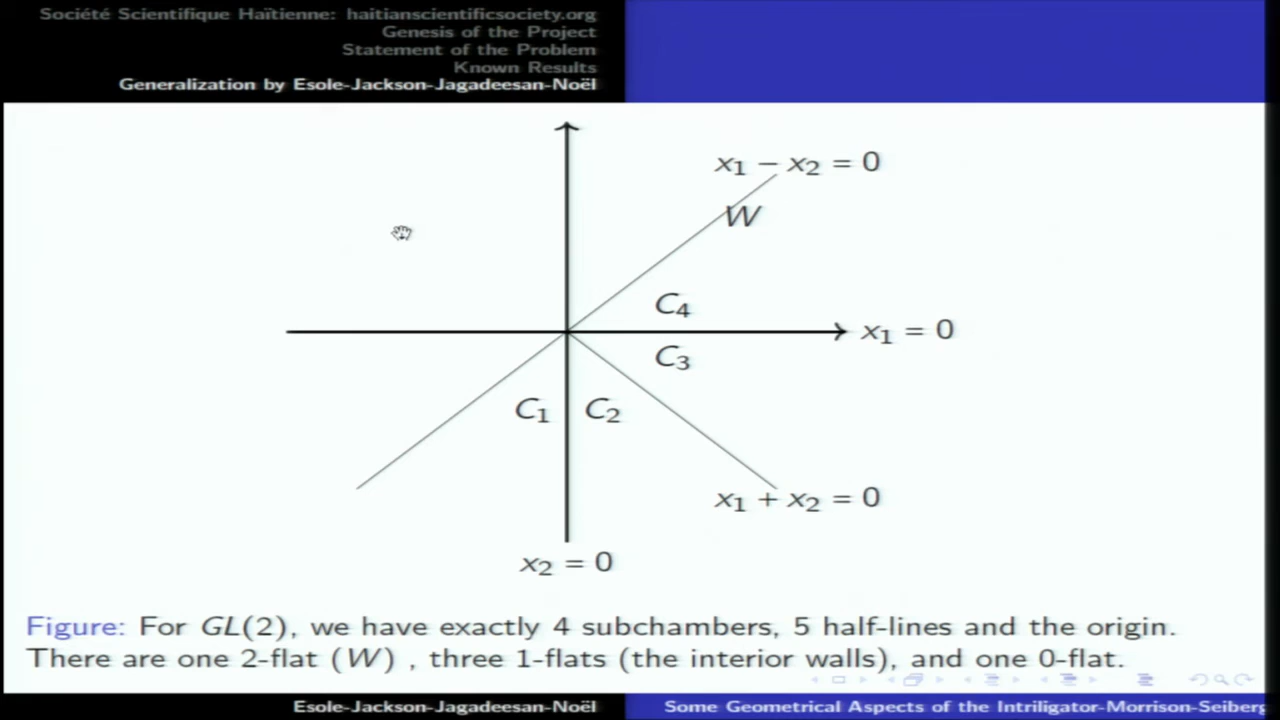 Société Scientifique Haïtienne: haitianscientificsociety.org
Genesis of the Project
Statement of the Problem
Known Results
Generalization by Esole-Jackson-Jagadeesan-Noël
x₁ − x₂ = 0
W
C₄
x₁ = 0
C₃
C₁ C₂
x₁ + x₂ = 0
x₂ = 0
Figure: For GL(2), we have exactly 4 subchambers, 5 half-lines and the origin.
There are one 2-flat (W) , three 1-flats (the interior walls), and one 0-flat.
Esole-Jackson-Jagadeesan-Noël Some Geometrical Aspects of the Intriligator-Morrison-Seiberg